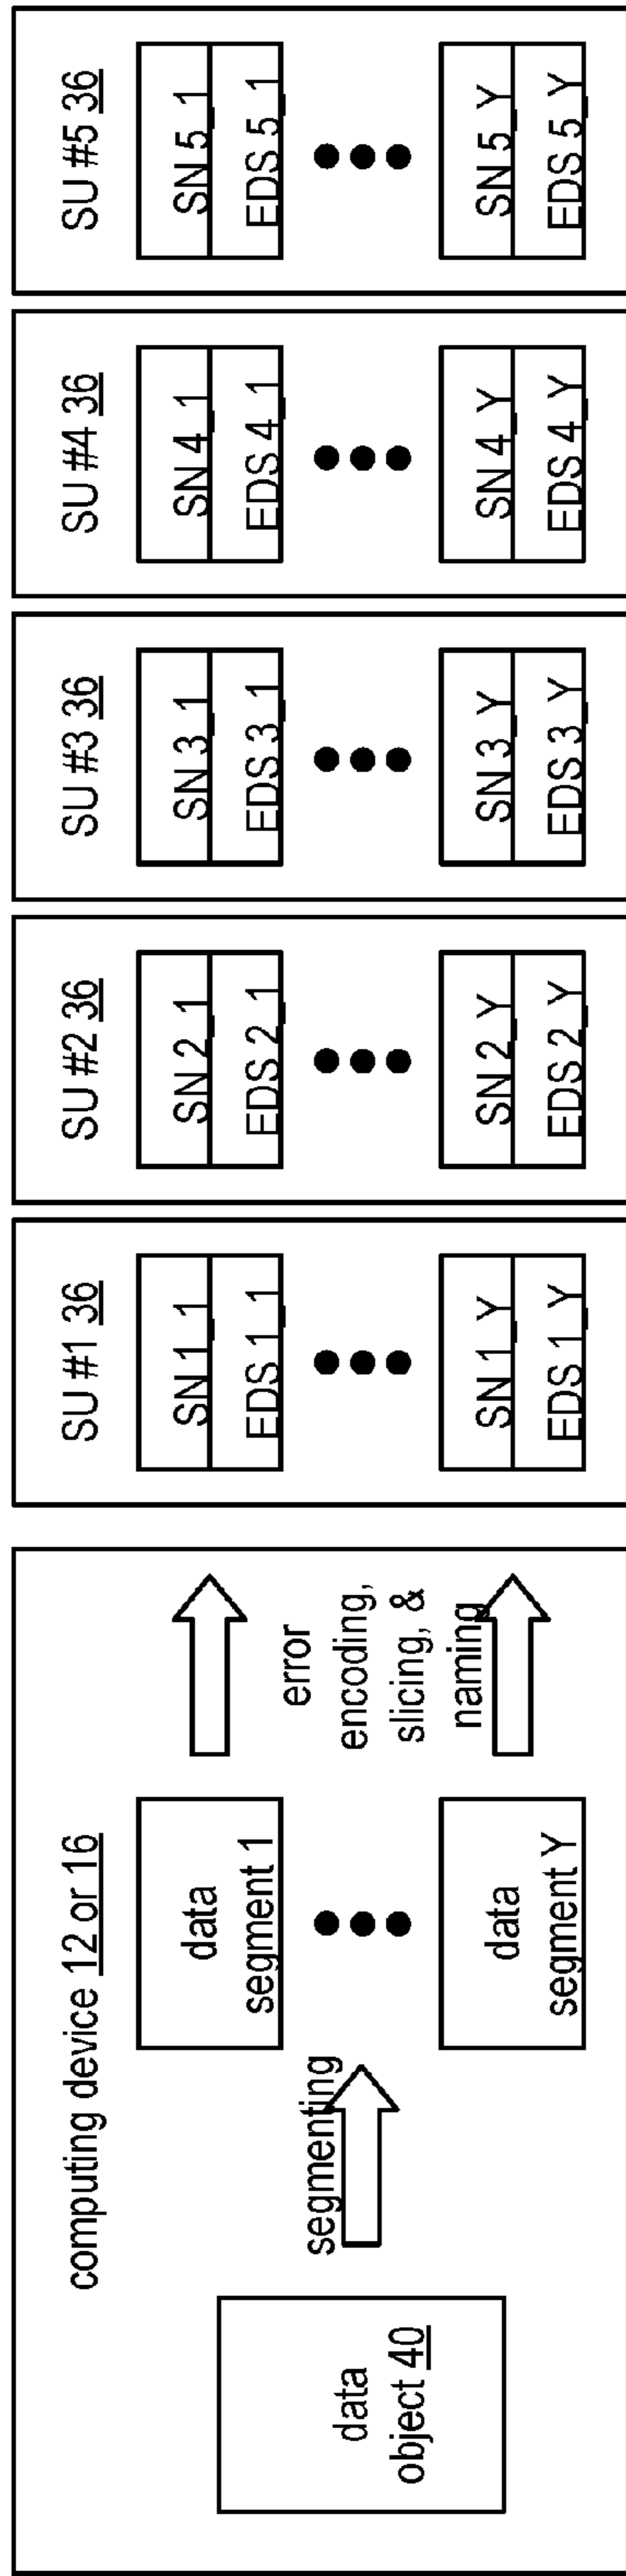 computing device 12 or 16
data
object 40
segmenting
data
segment 1
data
segment Y
error
encoding,
slicing, &
naming
SU #1 36
SN 1_1
EDS 1_1
SN 1_Y
EDS 1_Y
SU #2 36
SN 2_1
EDS 2_1
SN 2_Y
EDS 2_Y
SU #3 36
SN 3_1
EDS 3_1
SN 3_Y
EDS 3_Y
SU #4 36
SN 4_1
EDS 4_1
SN 4_Y
EDS 4_Y
SU #5 36
SN 5_1
EDS 5_1
SN 5_Y
EDS 5_Y